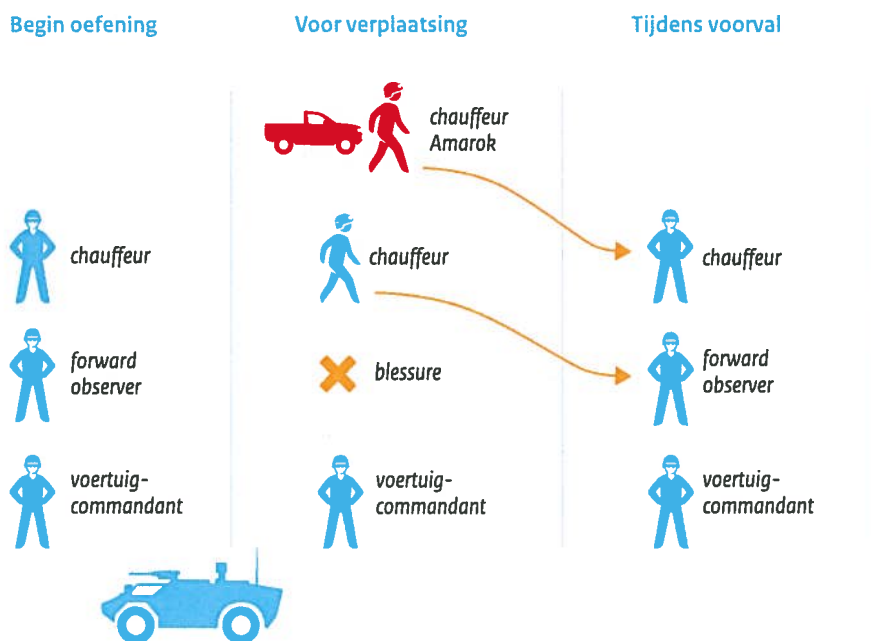 Begin oefening
Voor verplaatsing
Tijdens voorval
chauffeur
Amarok
chauffeur
chauffeur
chauffeur
forward
observer
blessure
forward
observer
voertuig-
commandant
voertuig-
commandant
voertuig-
commandant